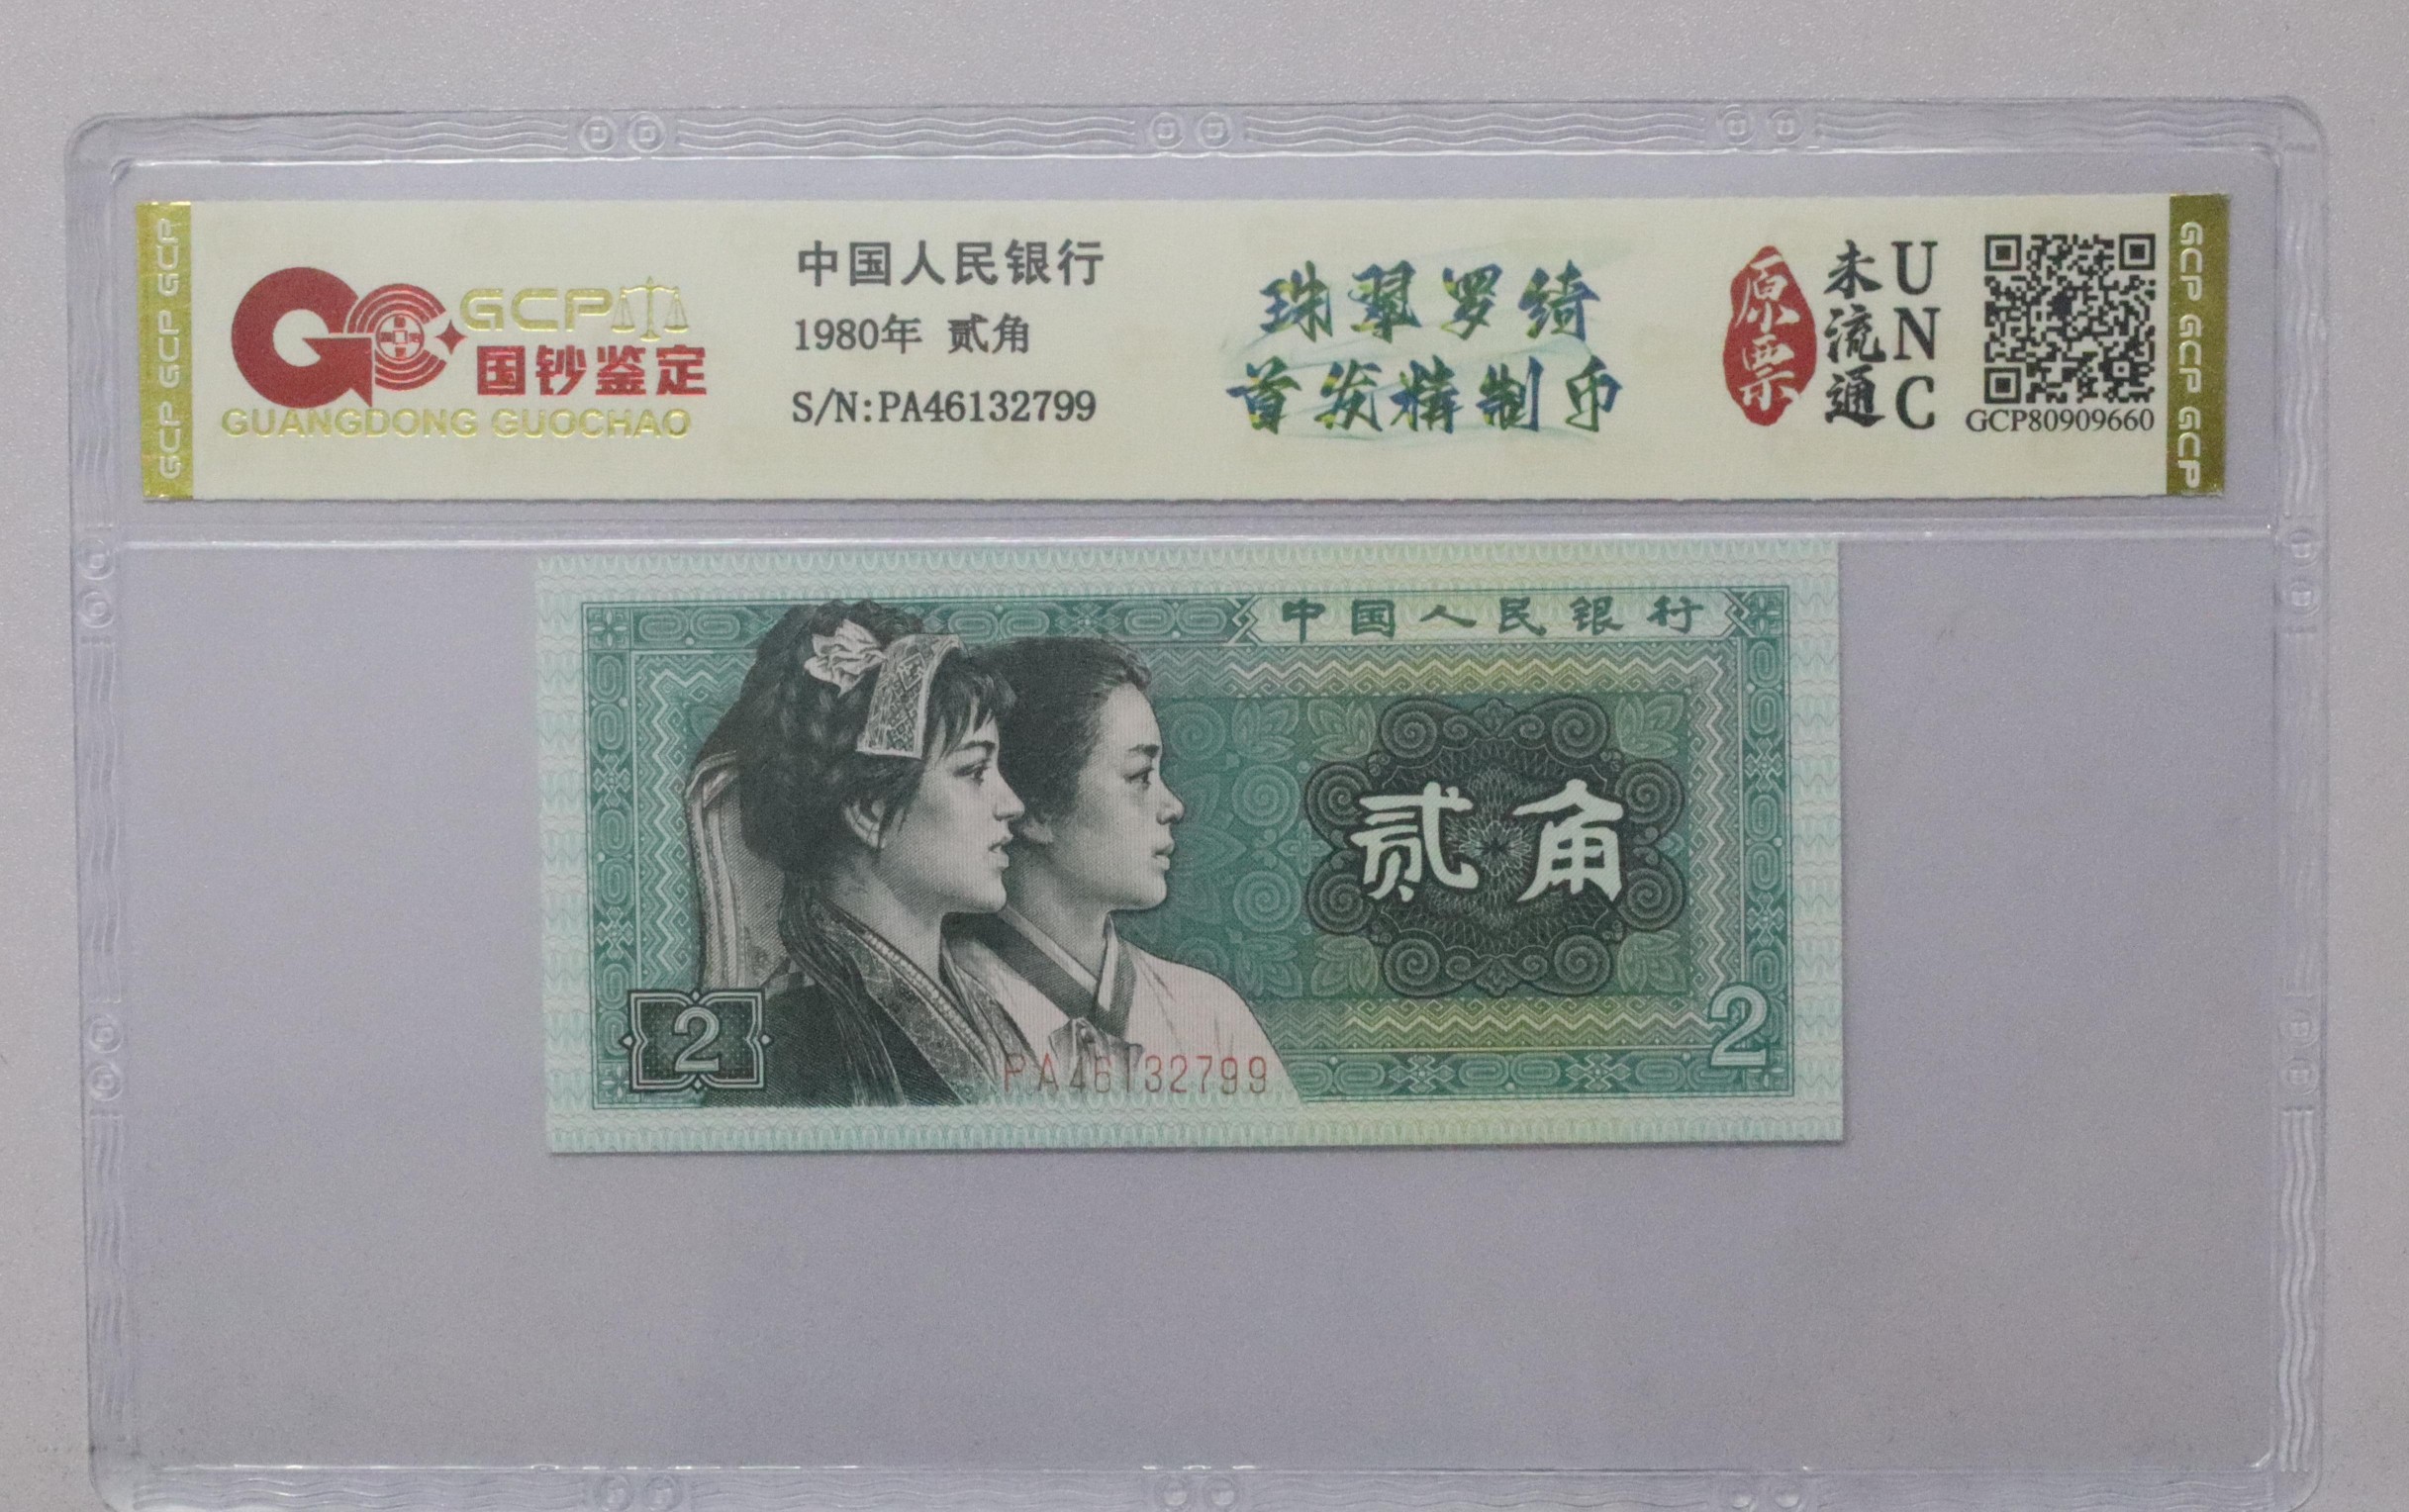 GCP GCP GCP
GCP
国钞鉴定
GUANGDONG GUOCHAO
中国人民银行
1980年 贰角
S/N:PA46132799
珠翠罗绮
首发精制币
原票
未流通
UNC
GCP80909660
GCP GCP GCP
中国人民银行
贰角
2
2
PA46132799